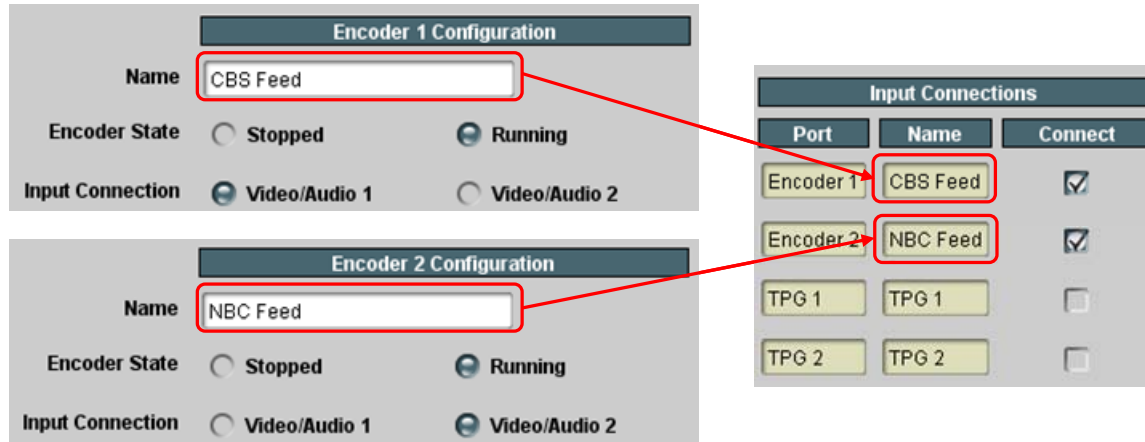 Encoder 1 Configuration
Name CBS Feed
Encoder State Stopped Running
Input Connection Video/Audio 1 Video/Audio 2
Encoder 2 Configuration
Name NBC Feed
Encoder State Stopped Running
Input Connection Video/Audio 1 Video/Audio 2
Input Connections
Port Name Connect
Encoder 1 CBS Feed
Encoder 2 NBC Feed
TPG 1 TPG 1
TPG 2 TPG 2